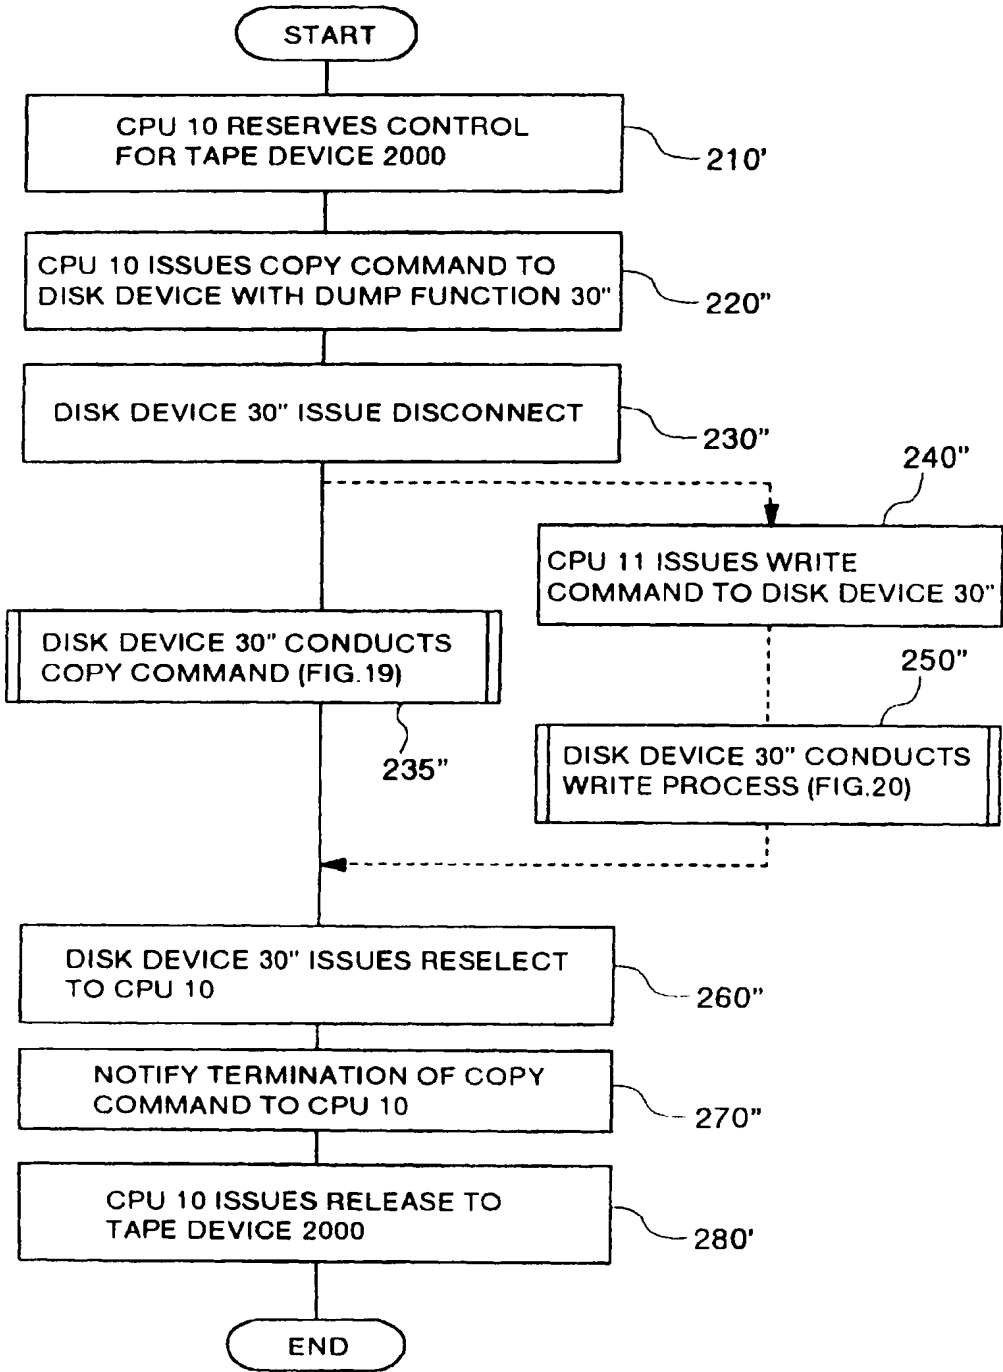 START
CPU 10 RESERVES CONTROL
FOR TAPE DEVICE 2000
210'
CPU 10 ISSUES COPY COMMAND TO
DISK DEVICE WITH DUMP FUNCTION 30"
220"
DISK DEVICE 30" ISSUE DISCONNECT
230"
240"
CPU 11 ISSUES WRITE
COMMAND TO DISK DEVICE 30"
DISK DEVICE 30" CONDUCTS
COPY COMMAND (FIG.19)
235"
250"
DISK DEVICE 30" CONDUCTS
WRITE PROCESS (FIG.20)
DISK DEVICE 30" ISSUES RESELECT
TO CPU 10
260"
NOTIFY TERMINATION OF COPY
COMMAND TO CPU 10
270"
CPU 10 ISSUES RELEASE TO
TAPE DEVICE 2000
280'
END